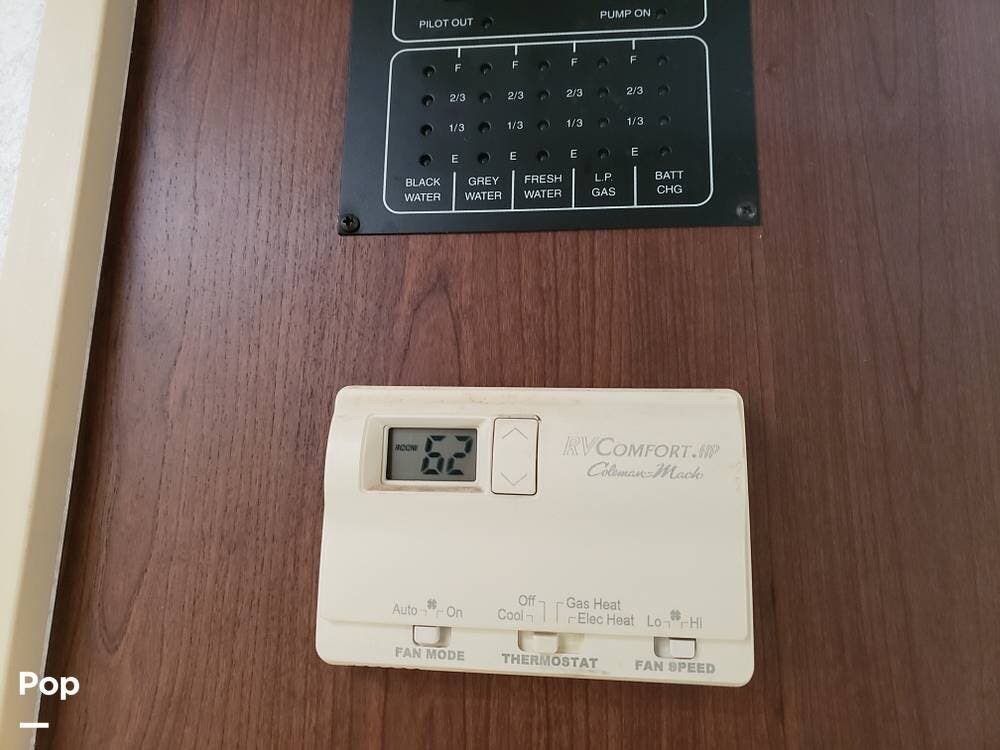 PILOT OUT PUMP ON
F F F F
2/3 2/3 2/3 2/3
1/3 1/3 1/3 1/3
E E E E
BLACK WATER GREY WATER FRESH WATER L.P. GAS BATT CHG
ROOM 62
RVCOMFORT.HP
Coleman-Mach
Off Gas Heat
Auto On Cool Elec Heat Lo Hi
FAN MODE THERMOSTAT FAN SPEED
Pop